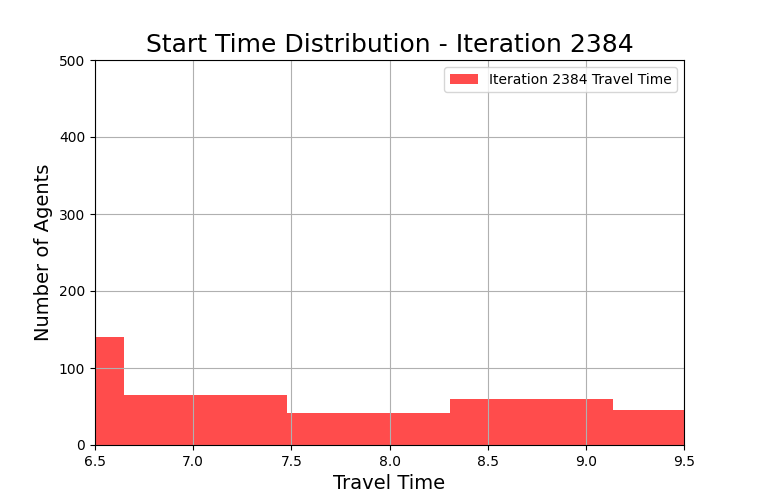 Start Time Distribution - Iteration 2384
Iteration 2384 Travel Time
Number of Agents
500
400
300
200
100
0
6.5 7.0 7.5 8.0 8.5 9.0 9.5
Travel Time